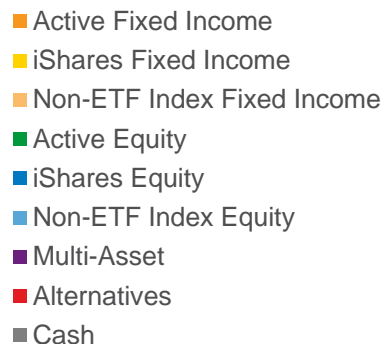 Active Fixed Income
iShares Fixed Income
Non-ETF Index Fixed Income
Active Equity
iShares Equity
Non-ETF Index Equity
Multi-Asset
Alternatives
Cash